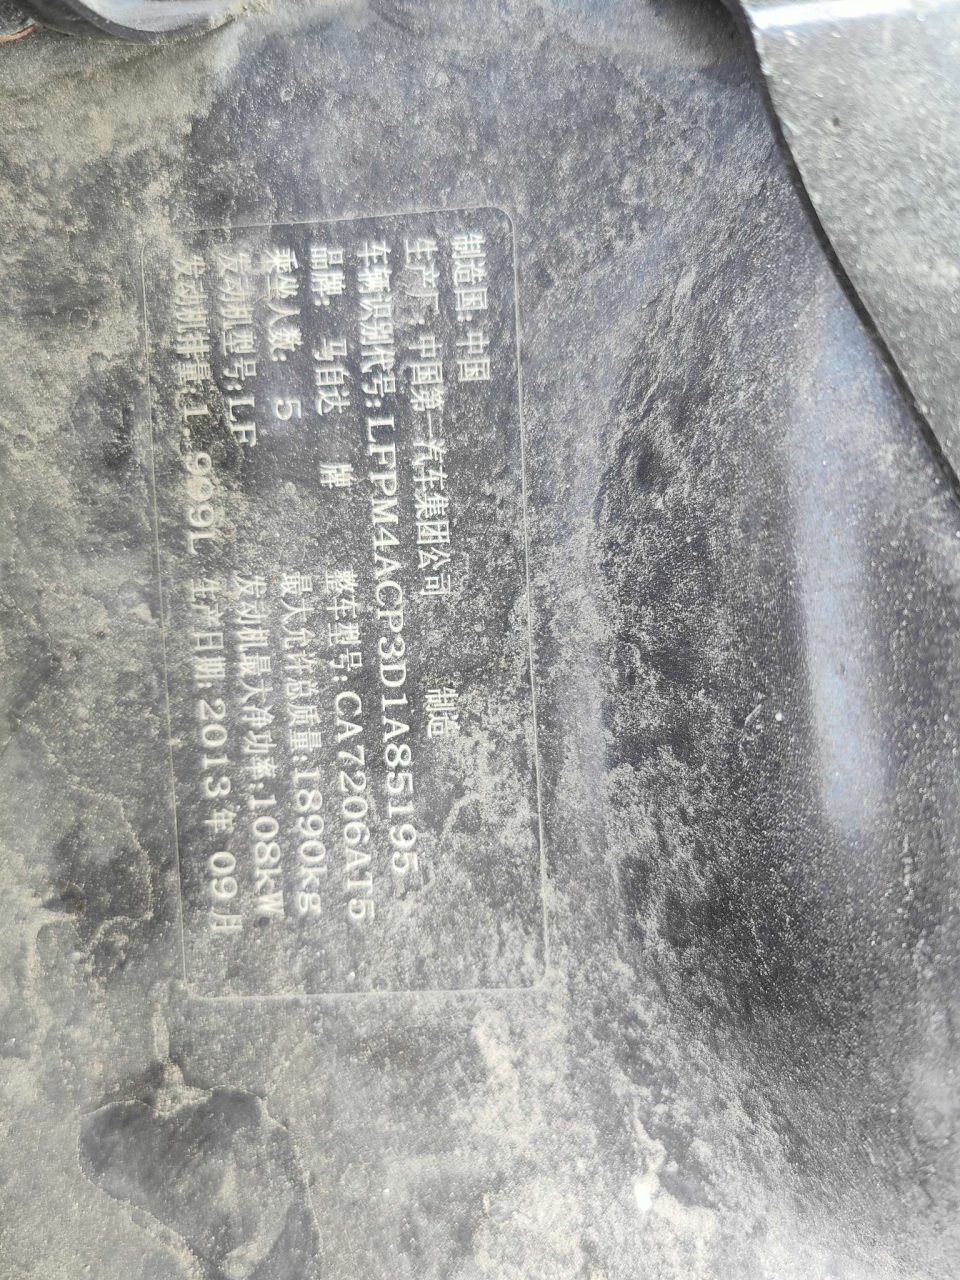 制造国：中国
生产厂：中国第一汽车集团公司 制造
车辆识别代号：LFPM4ACP3D1A85195
品牌： 马自达 牌 整车型号：CA7206AT5
乘坐人数： 5 最大允许总质量：1890kg
发动机型号：LF 发动机最大净功率：108kW
发动机排量：1.999L 生产日期：2013年 09月